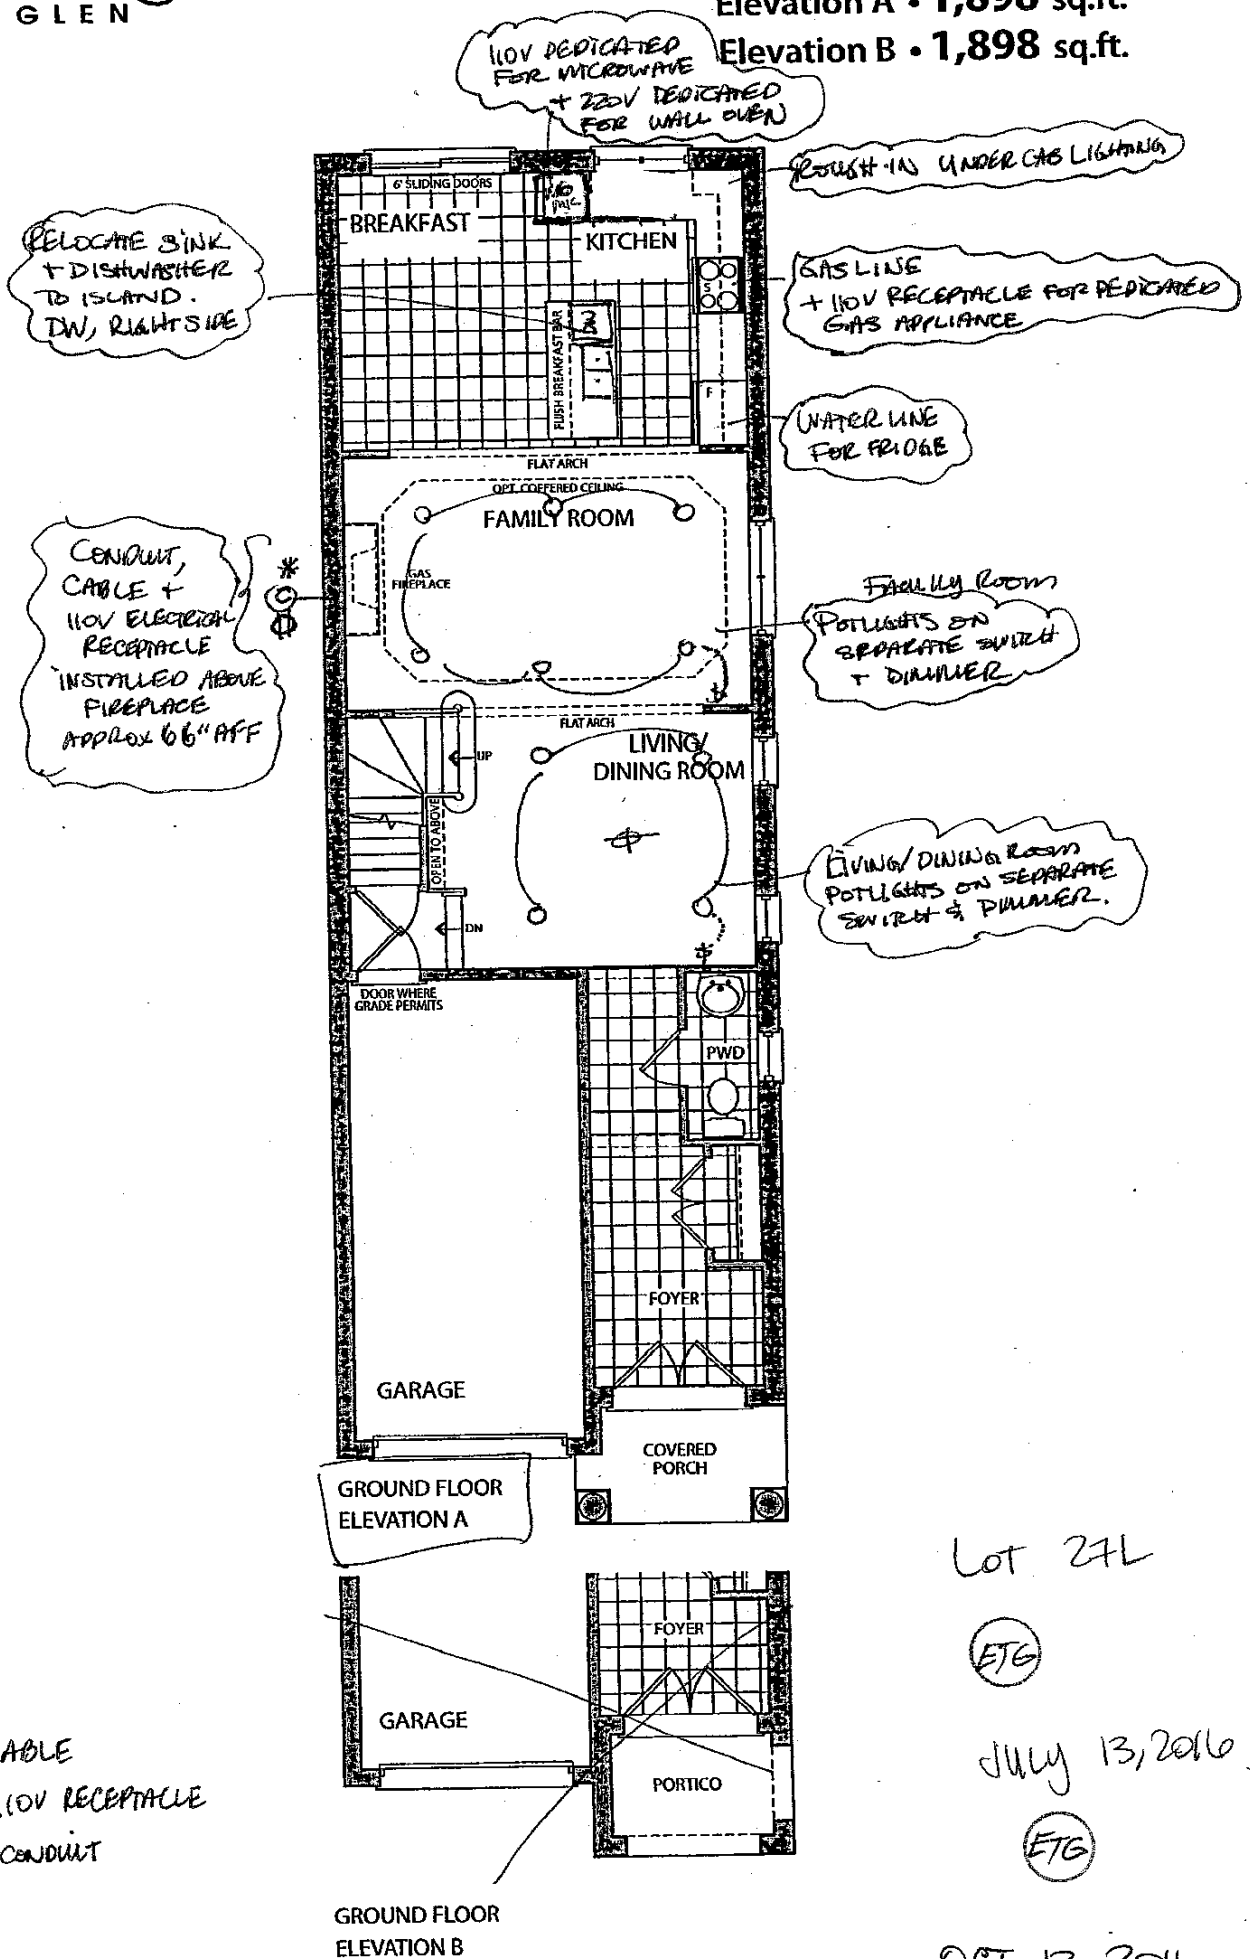 GLEN
Elevation A • 1,898 sq.ft.
Elevation B • 1,898 sq.ft.
110V DEDICATED
FOR MICROWAVE
+ 220V DEDICATED
FOR WALL OVEN
ROUGH-IN UNDER CAB LIGHTING
6' SLIDING DOORS
BREAKFAST
KITCHEN
RELOCATE SINK
+ DISHWASHER
TO ISLAND.
DW, RIGHT SIDE
GAS LINE
+ 110V RECEPTACLE FOR DEDICATED
GAS APPLIANCE
S
DW
FLUSH BREAKFAST BAR
F
WATER LINE
FOR FRIDGE
FLAT ARCH
OPT. COFFERED CEILING
FAMILY ROOM
GAS
FIREPLACE
CONDUIT,
CABLE +
110V ELECTRICAL
RECEPTACLE
INSTALLED ABOVE
FIREPLACE
APPROX 66" AFF
*
C
FAMILY ROOM
POTLIGHTS ON
SEPARATE SWITCH
+ DIMMER
FLAT ARCH
LIVING/
DINING ROOM
UP
OPEN TO ABOVE
DN
LIVING/DINING ROOM
POTLIGHTS ON SEPARATE
SWITCH & DIMMER.
DOOR WHERE
GRADE PERMITS
PWD
FOYER
GARAGE
COVERED
PORCH
GROUND FLOOR
ELEVATION A
LOT 27L
ETG
FOYER
GARAGE
PORTICO
ABLE
110V RECEPTACLE
CONDUIT
JULY 13, 2016
ETG
GROUND FLOOR
ELEVATION B